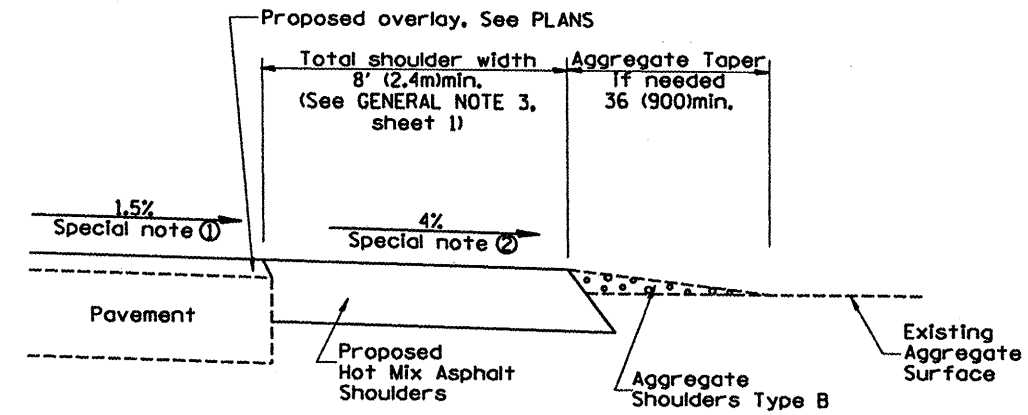 Proposed overlay. See PLANS
Total shoulder width
8' (2.4m)min.
(See GENERAL NOTE 3,
sheet 1)
Aggregate Taper
If needed
36 (900)min.
1.5%
Special note ①
4%
Special note ②
Pavement
Proposed
Hot Mix Asphalt
Shoulders
Aggregate
Shoulders Type B
Existing
Aggregate
Surface